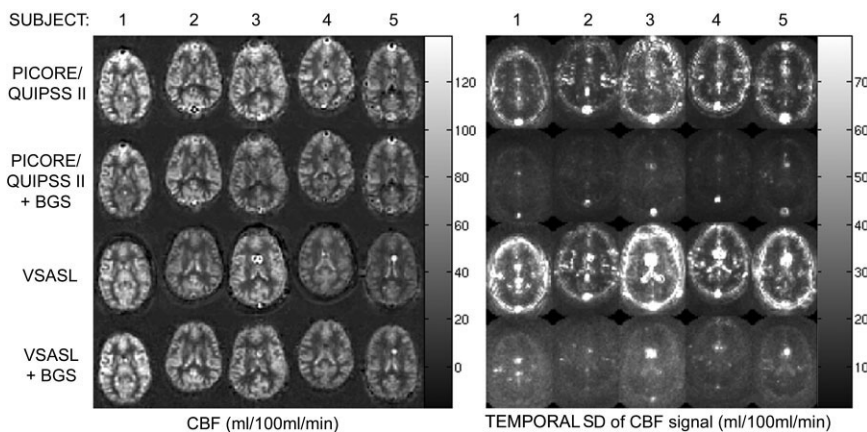 SUBJECT: 1 2 3 4 5 1 2 3 4 5
PICORE/
QUIPSS II
PICORE/
QUIPSS II
+ BGS
VSASL
VSASL
+ BGS
120
100
80
60
40
20
0
70
60
50
40
30
20
10
CBF (ml/100ml/min)
TEMPORAL SD of CBF signal (ml/100ml/min)